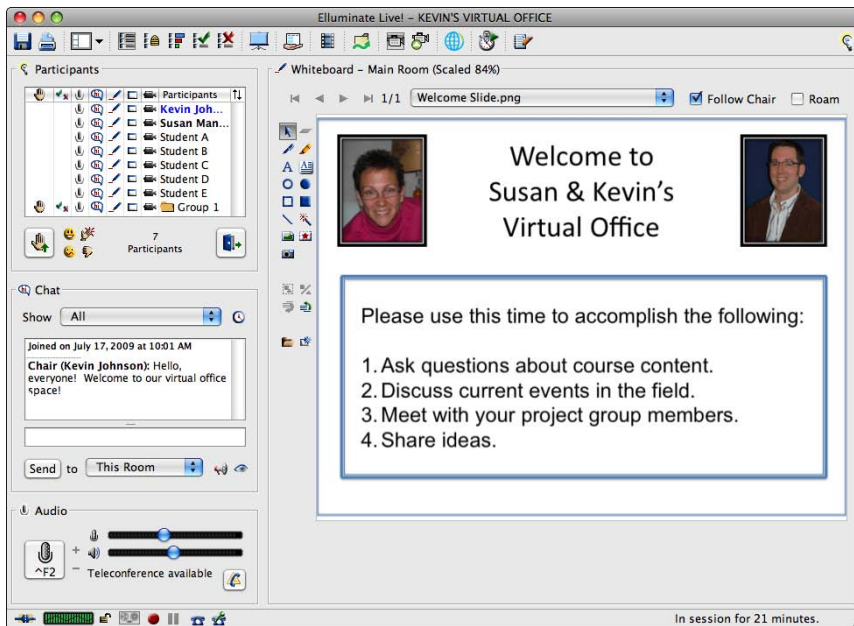 Elluminate Live! – KEVIN'S VIRTUAL OFFICE
Participants
Participants
Kevin Joh...
Susan Man...
Student A
Student B
Student C
Student D
Student E
Group 1
7
Participants
Chat
Show All
Joined on July 17, 2009 at 10:01 AM
Chair (Kevin Johnson): Hello,
everyone! Welcome to our virtual office
space!
Send to This Room
Audio
^F2
Teleconference available
Whiteboard – Main Room (Scaled 84%)
1/1 Welcome Slide.png Follow Chair Roam
Welcome to
Susan & Kevin's
Virtual Office
Please use this time to accomplish the following:
1. Ask questions about course content.
2. Discuss current events in the field.
3. Meet with your project group members.
4. Share ideas.
In session for 21 minutes.